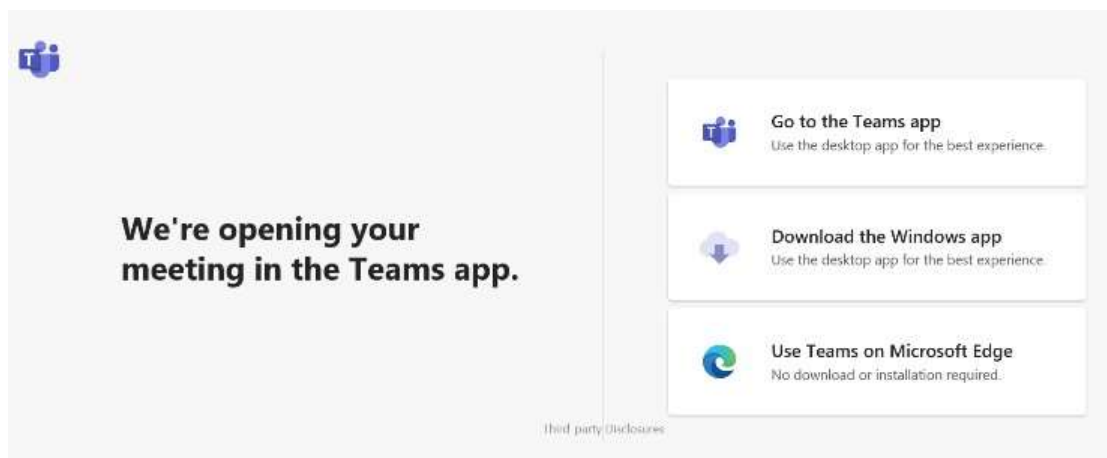 We're opening your
meeting in the Teams app.
Go to the Teams app
Use the desktop app for the best experience.
Download the Windows app
Use the desktop app for the best experience.
Use Teams on Microsoft Edge
No download or installation required.
Third party Disclosures